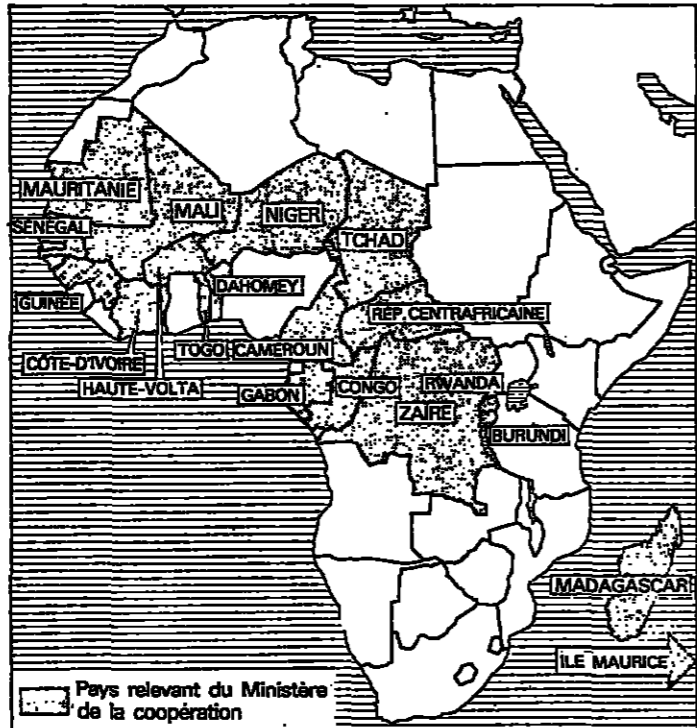 MAURITANIE
MALI
NIGER
TCHAD
SÉNÉGAL
DAHOMEY
GUINÉE
RÉP. CENTRAFRICAINE
CÔTE-D'IVOIRE
TOGO
CAMEROUN
HAUTE-VOLTA
GABON
CONGO
RWANDA
ZAÏRE
BURUNDI
MADAGASCAR
ÎLE MAURICE
Pays relevant du Ministère
de la coopération